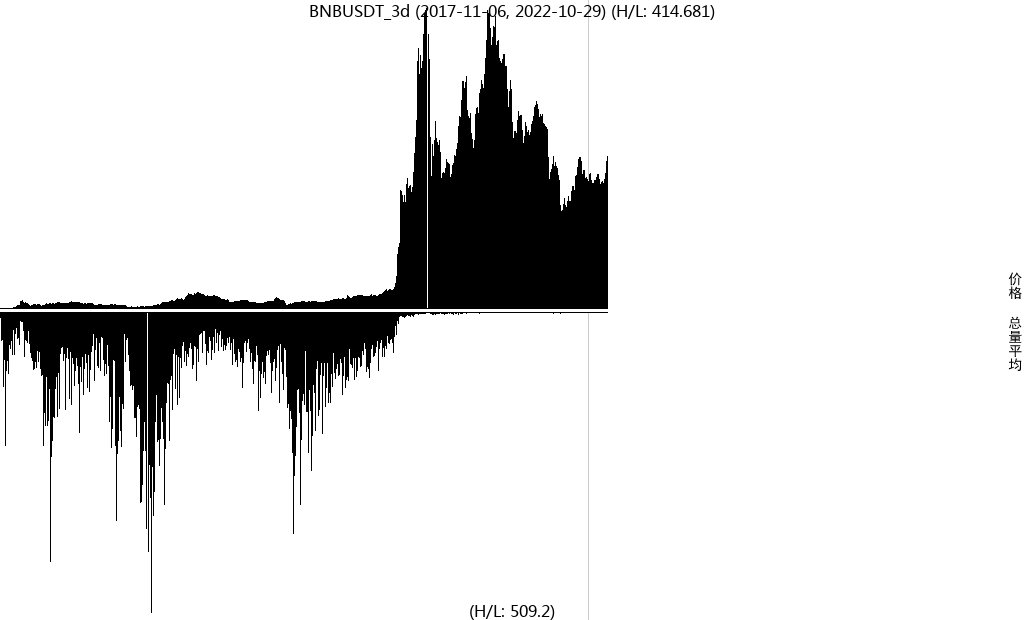 BNBUSDT_3d (2017-11-06, 2022-10-29) (H/L: 414.681)
价格 总量平均
(H/L: 509.2)